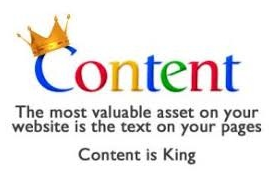 Content
The most valuable asset on your
website is the text on your pages
Content is King